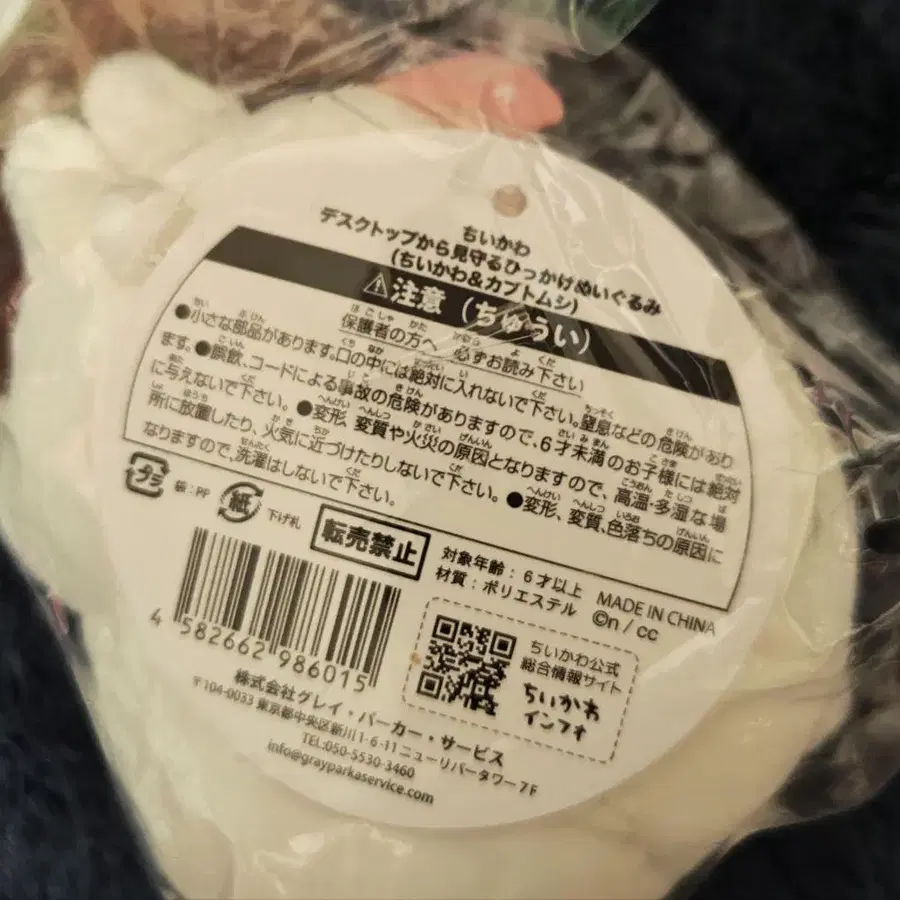 ちいかわ
デスクトップから見守るひっかけぬいぐるみ
(ちいかわ&カブトムシ)
⚠注意(ちゅうい)
保護者の方へ 必ずお読み下さい
●小さな部品があります。口の中には絶対に入れないで下さい。窒息などの危険があり
ます。●誤飲、コードによる事故の危険がありますので、6才未満のお子様には絶対
に与えないで下さい。●変形、変質や火災の原因となりますので、高温・多湿な場
所に放置したり、火気に近づけたりしないで下さい。●変形、変質、色落ちの原因に
なりますので、洗濯はしないで下さい。
プラ
袋:PP
紙
下げ札
転売禁止
対象年齢:6才以上
材質:ポリエステル
MADE IN CHINA
©n / cc
4 582662 986015
ちいかわ公式
総合情報サイト
ちいかわ
インフォ
株式会社グレイ・パーカー・サービス
〒104-0033 東京都中央区新川1-6-11 ニューリバータワー7F
TEL:050-5530-3460
info@grayparkaservice.com